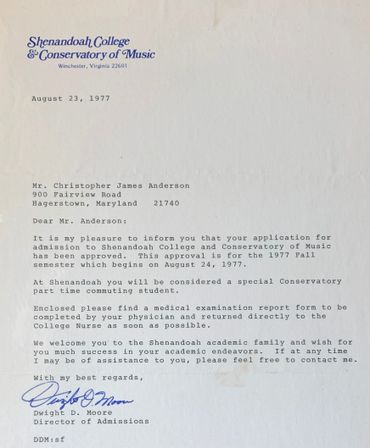 Shenandoah College
& Conservatory of Music
Winchester, Virginia 22601
August 23, 1977
Mr. Christopher James Anderson
900 Fairview Road
Hagerstown, Maryland 21740
Dear Mr. Anderson:
It is my pleasure to inform you that your application for
admission to Shenandoah College and Conservatory of Music
has been approved. This approval is for the 1977 Fall
semester which begins on August 24, 1977.
At Shenandoah you will be considered a special Conservatory
part time commuting student.
Enclosed please find a medical examination report form to be
completed by your physician and returned directly to the
College Nurse as soon as possible.
We welcome you to the Shenandoah academic family and wish for
you much success in your academic endeavors. If at any time
I may be of assistance to you, please feel free to contact me.
With my best regards,
Dwight D Moore
Dwight D. Moore
Director of Admissions
DDM:sf